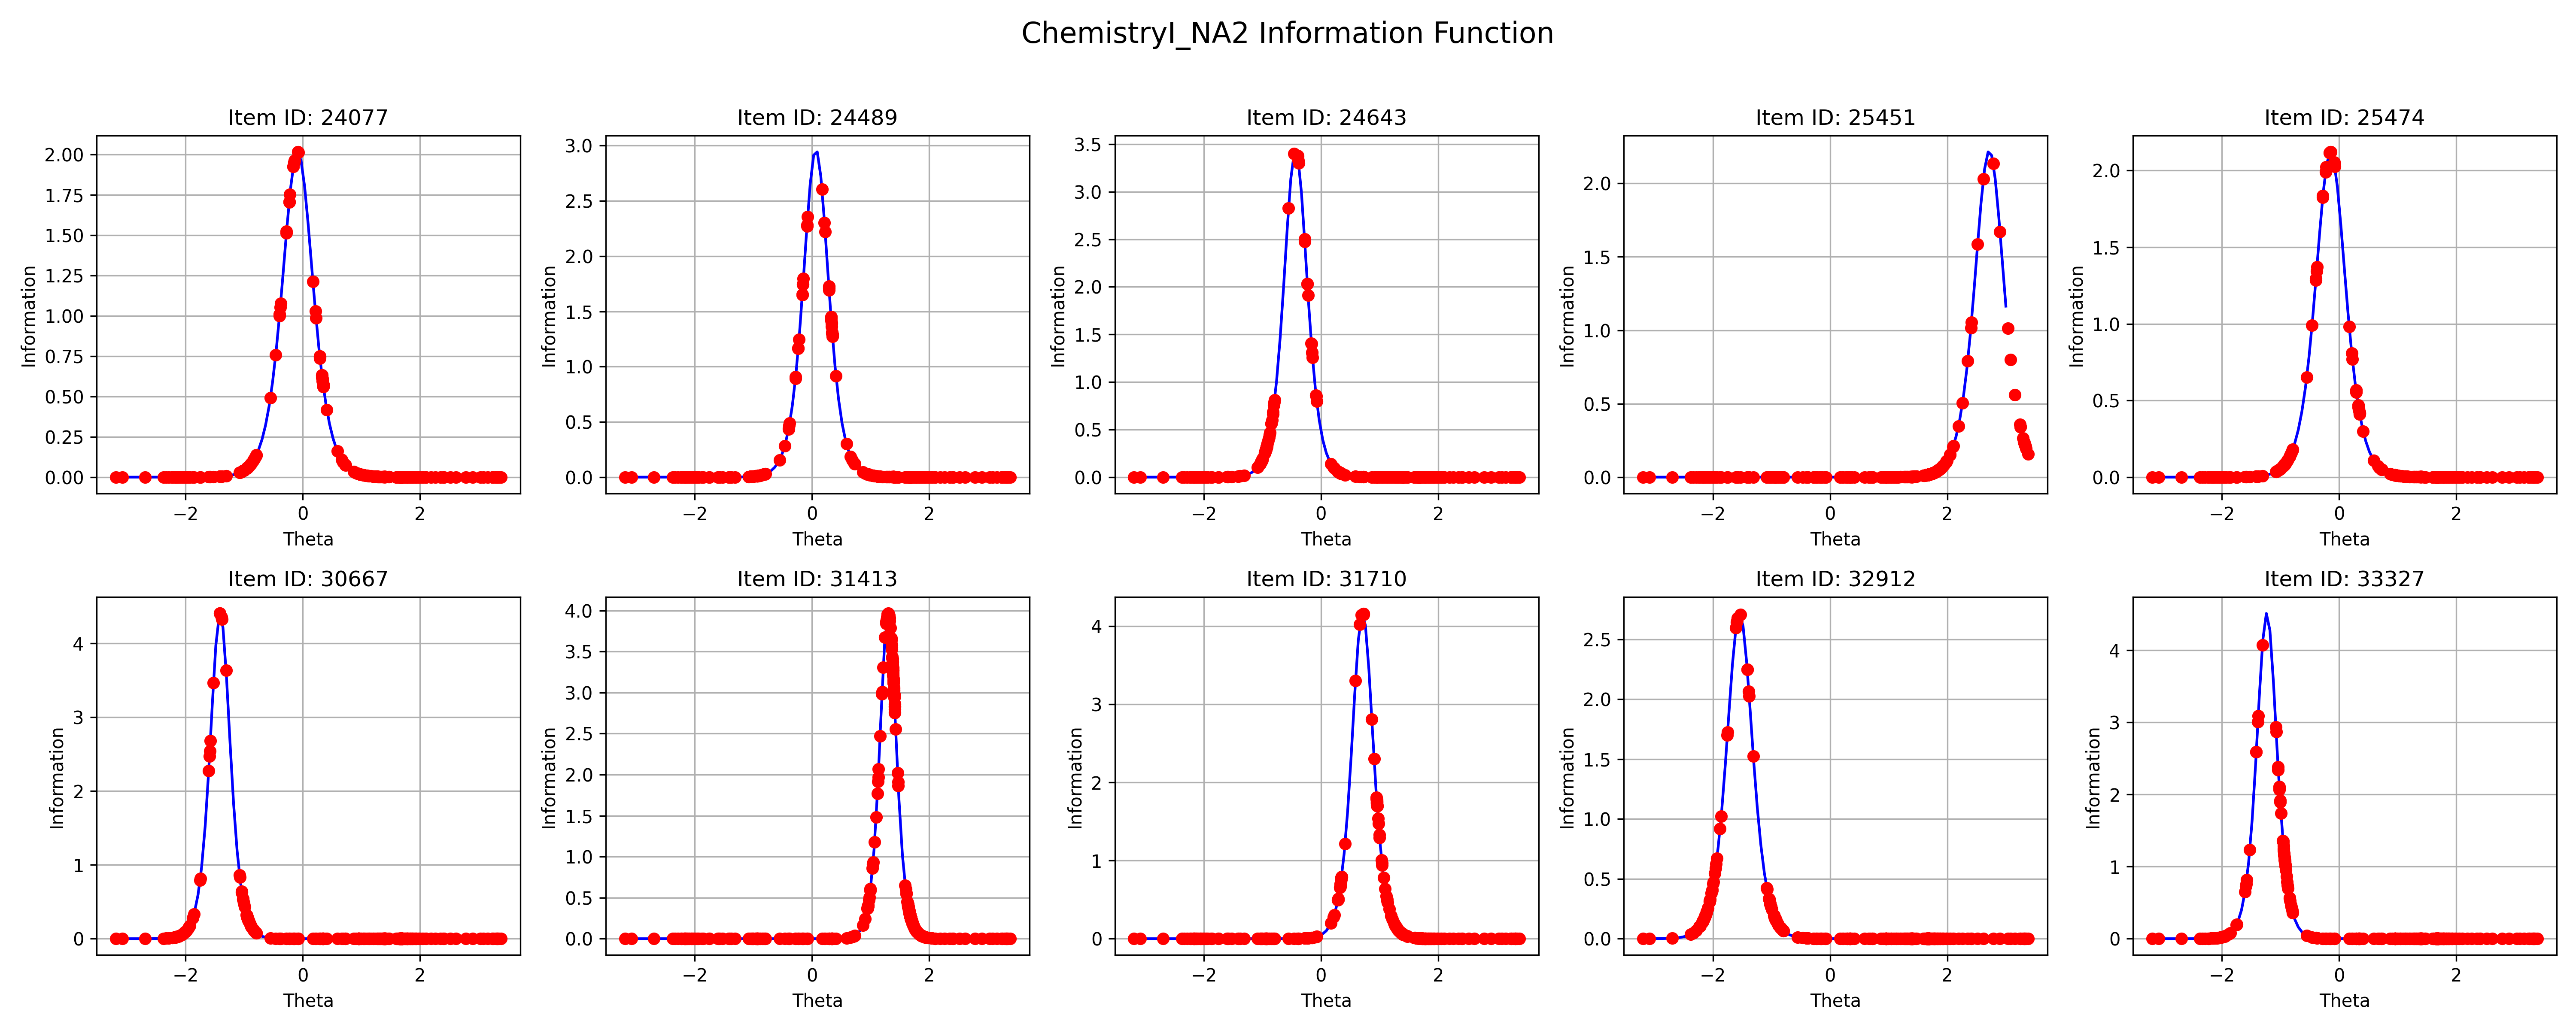 ChemistryI_NA2 Information Function
Item ID: 24077
Information
2.00
1.75
1.50
1.25
1.00
0.75
0.50
0.25
0.00
−2 0 2
Theta
Item ID: 24489
Information
3.0
2.5
2.0
1.5
1.0
0.5
0.0
−2 0 2
Theta
Item ID: 24643
Information
3.5
3.0
2.5
2.0
1.5
1.0
0.5
0.0
−2 0 2
Theta
Item ID: 25451
Information
2.0
1.5
1.0
0.5
0.0
−2 0 2
Theta
Item ID: 25474
Information
2.0
1.5
1.0
0.5
0.0
−2 0 2
Theta
Item ID: 30667
Information
4
3
2
1
0
−2 0 2
Theta
Item ID: 31413
Information
4.0
3.5
3.0
2.5
2.0
1.5
1.0
0.5
0.0
−2 0 2
Theta
Item ID: 31710
Information
4
3
2
1
0
−2 0 2
Theta
Item ID: 32912
Information
2.5
2.0
1.5
1.0
0.5
0.0
−2 0 2
Theta
Item ID: 33327
Information
4
3
2
1
0
−2 0 2
Theta